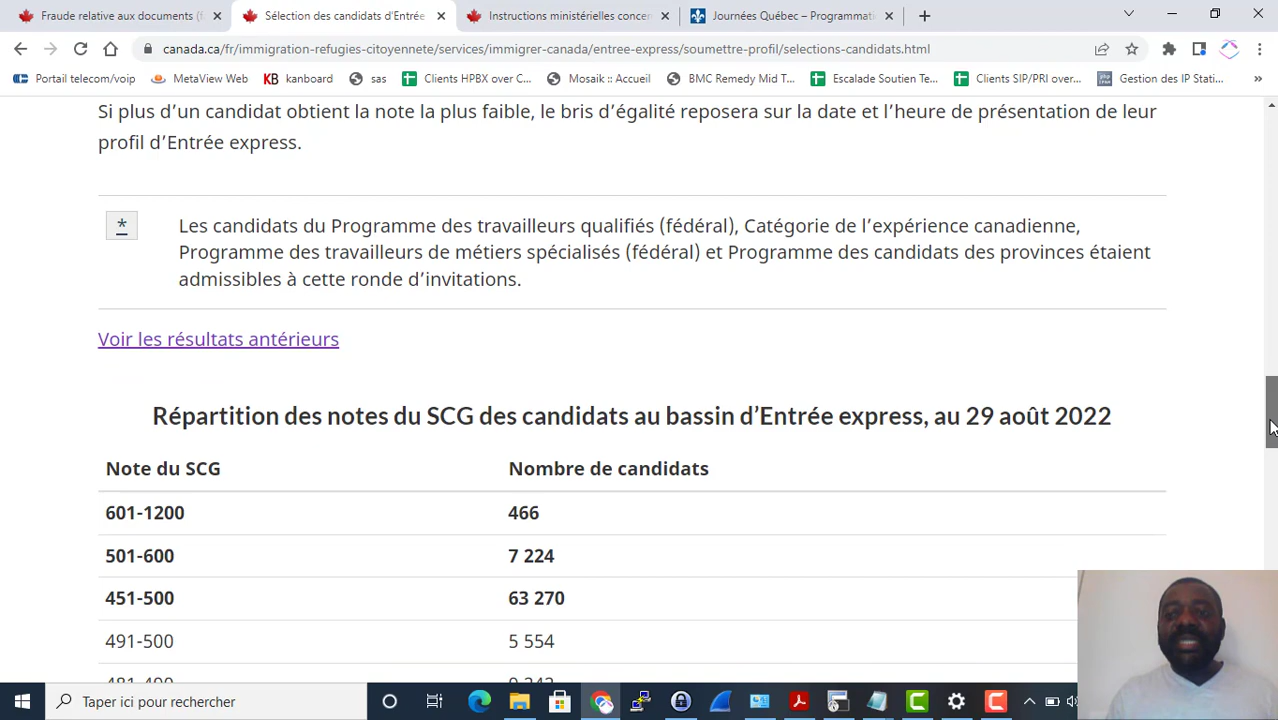 Fraude relative aux documents (f
Sélection des candidats d'Entrée
Instructions ministérielles concer
Journées Québec – Programmati
canada.ca/fr/immigration-refugies-citoyennete/services/immigrer-canada/entree-express/soumettre-profil/selections-candidats.html
Portail telecom/voip
MetaView Web
KB kanboard
sas
Clients HPBX over C...
Mosaik :: Accueil
BMC Remedy Mid T...
Escalade Soutien Te...
Clients SIP/PRI over...
Gestion des IP Stati...
»
Si plus d'un candidat obtient la note la plus faible, le bris d'égalité reposera sur la date et l'heure de présentation de leur
profil d'Entrée express.
* Les candidats du Programme des travailleurs qualifiés (fédéral), Catégorie de l'expérience canadienne,
Programme des travailleurs de métiers spécialisés (fédéral) et Programme des candidats des provinces étaient
admissibles à cette ronde d'invitations.
Voir les résultats antérieurs
Répartition des notes du SCG des candidats au bassin d'Entrée express, au 29 août 2022
Note du SCG Nombre de candidats
601-1200 466
501-600 7 224
451-500 63 270
491-500 5 554
Taper ici pour rechercher